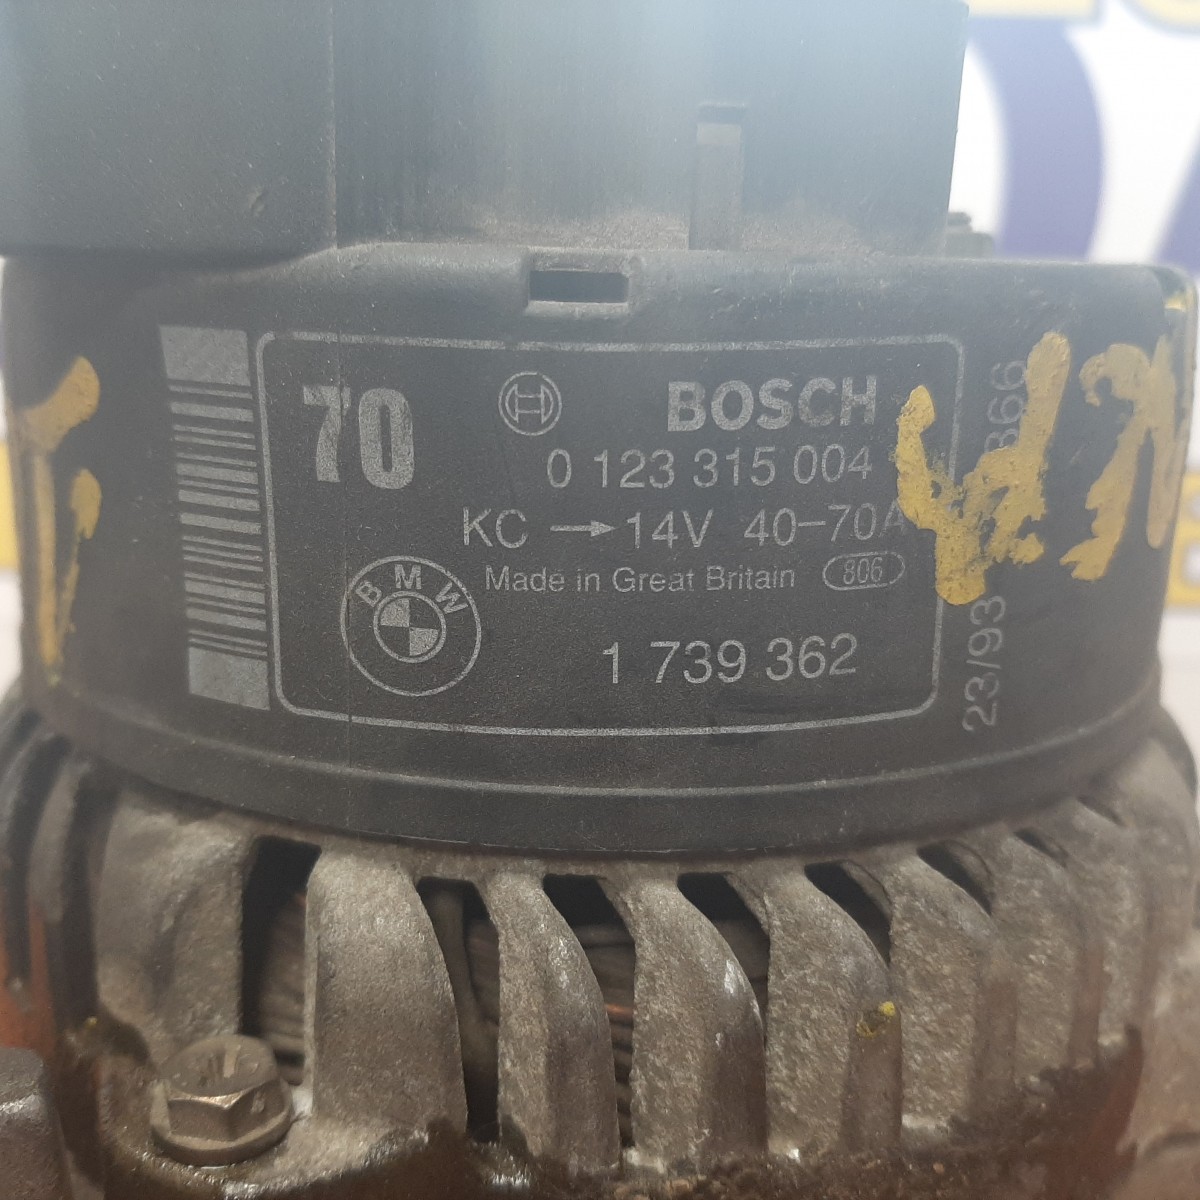 70
BOSCH
0 123 315 004
KC → 14V 40-70A
Made in Great Britain 806
BMW
1 739 362
23/93